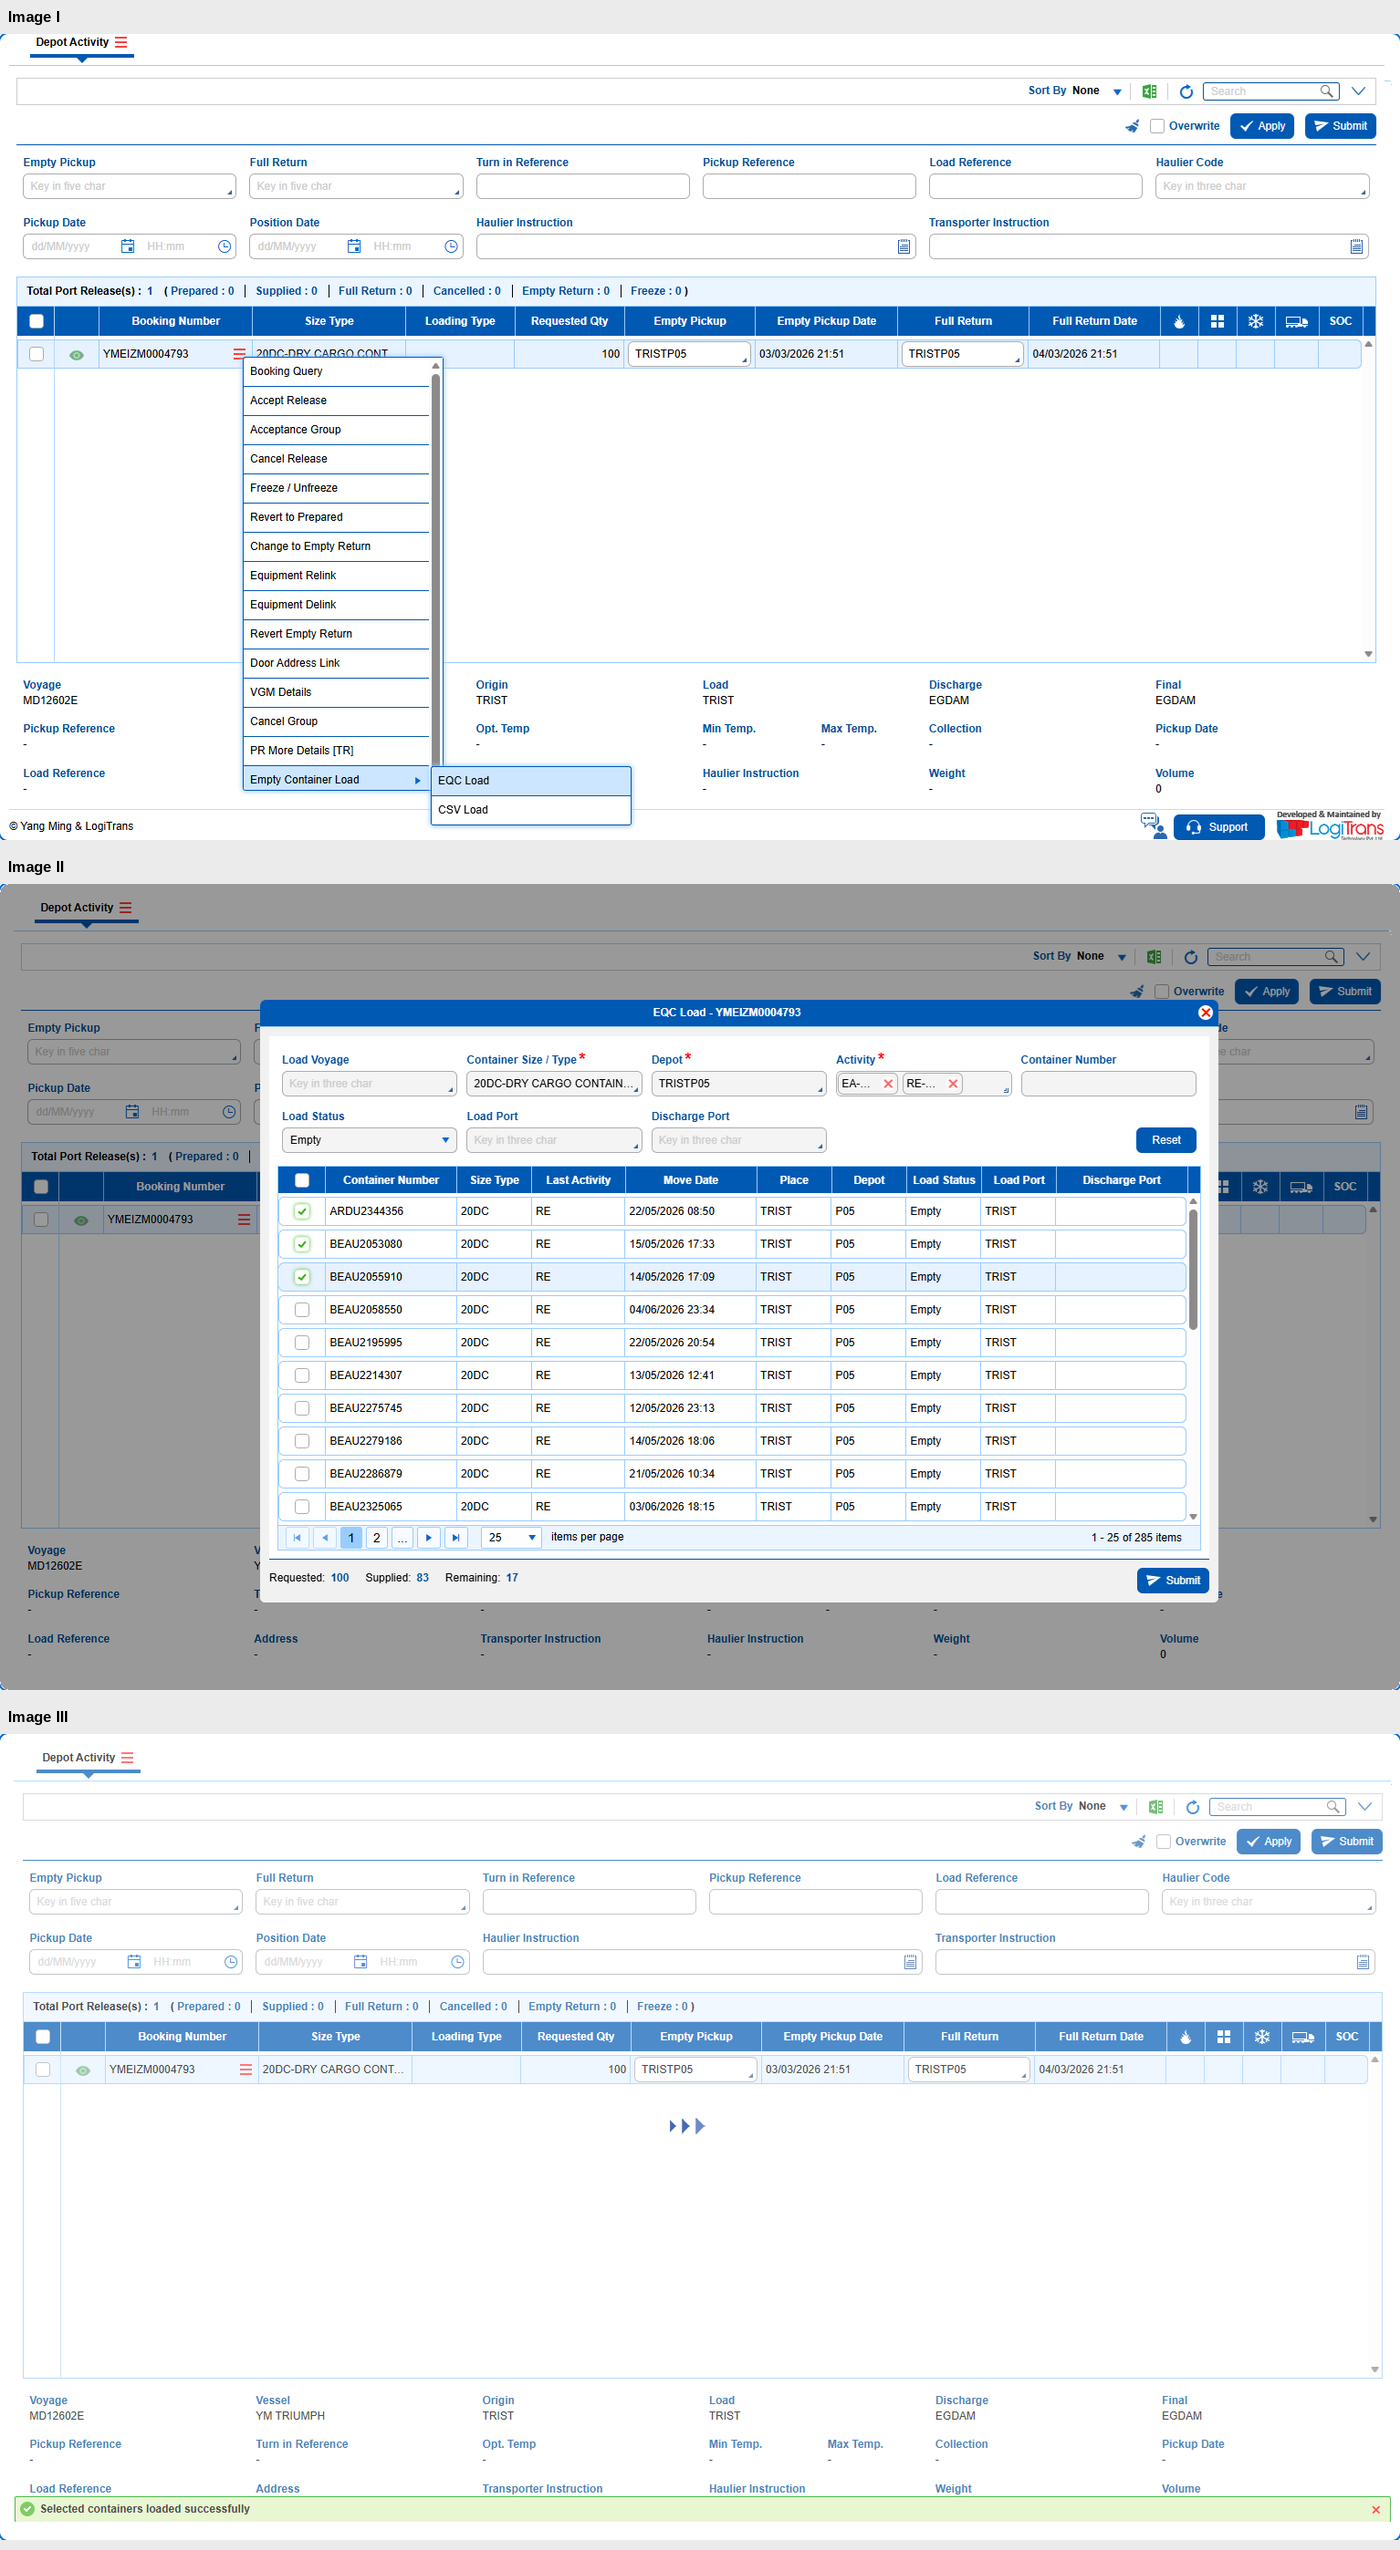 Image I
Depot Activity
Sort By None Search
Overwrite Apply Submit
Empty Pickup Full Return Turn in Reference Pickup Reference Load Reference Haulier Code
Key in five char Key in five char Key in three char
Pickup Date Position Date Haulier Instruction Transporter Instruction
dd/MM/yyyy HH:mm dd/MM/yyyy HH:mm
Total Port Release(s) : 1 ( Prepared : 0 | Supplied : 0 | Full Return : 0 | Cancelled : 0 | Empty Return : 0 | Freeze : 0 )
Booking Number Size Type Loading Type Requested Qty Empty Pickup Empty Pickup Date Full Return Full Return Date SOC
YMEIZM0004793 20DC-DRY CARGO CONT... 100 TRISTP05 03/03/2026 21:51 TRISTP05 04/03/2026 21:51
Booking Query
Accept Release
Acceptance Group
Cancel Release
Freeze / Unfreeze
Revert to Prepared
Change to Empty Return
Equipment Relink
Equipment Delink
Revert Empty Return
Door Address Link
VGM Details
Cancel Group
PR More Details [TR]
Empty Container Load
EQC Load
CSV Load
Voyage Origin Load Discharge Final
MD12602E TRIST TRIST EGDAM EGDAM
Pickup Reference Opt. Temp Min Temp. Max Temp. Collection Pickup Date
- - - - - -
Load Reference Haulier Instruction Weight Volume
- - - 0
© Yang Ming & LogiTrans Support Developed & Maintained by
LogiTrans
Technology Pvt. Ltd.
Image II
Depot Activity
Sort By None Search
Overwrite Apply Submit
Empty Pickup
Key in five char
Pickup Date
dd/MM/yyyy HH:mm
Total Port Release(s) : 1 ( Prepared : 0 |
Booking Number SOC
YMEIZM0004793
EQC Load - YMEIZM0004793
Load Voyage Container Size / Type * Depot * Activity * Container Number
Key in three char 20DC-DRY CARGO CONTAIN... TRISTP05 EA-... RE-...
Load Status Load Port Discharge Port
Empty Key in three char Key in three char Reset
Container Number Size Type Last Activity Move Date Place Depot Load Status Load Port Discharge Port
ARDU2344356 20DC RE 22/05/2026 08:50 TRIST P05 Empty TRIST
BEAU2053080 20DC RE 15/05/2026 17:33 TRIST P05 Empty TRIST
BEAU2055910 20DC RE 14/05/2026 17:09 TRIST P05 Empty TRIST
BEAU2058550 20DC RE 04/06/2026 23:34 TRIST P05 Empty TRIST
BEAU2195995 20DC RE 22/05/2026 20:54 TRIST P05 Empty TRIST
BEAU2214307 20DC RE 13/05/2026 12:41 TRIST P05 Empty TRIST
BEAU2275745 20DC RE 12/05/2026 23:13 TRIST P05 Empty TRIST
BEAU2279186 20DC RE 14/05/2026 18:06 TRIST P05 Empty TRIST
BEAU2286879 20DC RE 21/05/2026 10:34 TRIST P05 Empty TRIST
BEAU2325065 20DC RE 03/06/2026 18:15 TRIST P05 Empty TRIST
1 2 ... 25 items per page 1 - 25 of 285 items
Requested: 100 Supplied: 83 Remaining: 17 Submit
Voyage
MD12602E
Pickup Reference
- - - - - - -
Load Reference Address Transporter Instruction Haulier Instruction Weight Volume
- - - - - 0
Image III
Depot Activity
Sort By None Search
Overwrite Apply Submit
Empty Pickup Full Return Turn in Reference Pickup Reference Load Reference Haulier Code
Key in five char Key in five char Key in three char
Pickup Date Position Date Haulier Instruction Transporter Instruction
dd/MM/yyyy HH:mm dd/MM/yyyy HH:mm
Total Port Release(s) : 1 ( Prepared : 0 | Supplied : 0 | Full Return : 0 | Cancelled : 0 | Empty Return : 0 | Freeze : 0 )
Booking Number Size Type Loading Type Requested Qty Empty Pickup Empty Pickup Date Full Return Full Return Date SOC
YMEIZM0004793 20DC-DRY CARGO CONT... 100 TRISTP05 03/03/2026 21:51 TRISTP05 04/03/2026 21:51
Voyage Vessel Origin Load Discharge Final
MD12602E YM TRIUMPH TRIST TRIST EGDAM EGDAM
Pickup Reference Turn in Reference Opt. Temp Min Temp. Max Temp. Collection Pickup Date
- - - - - - -
Load Reference Address Transporter Instruction Haulier Instruction Weight Volume
Selected containers loaded successfully